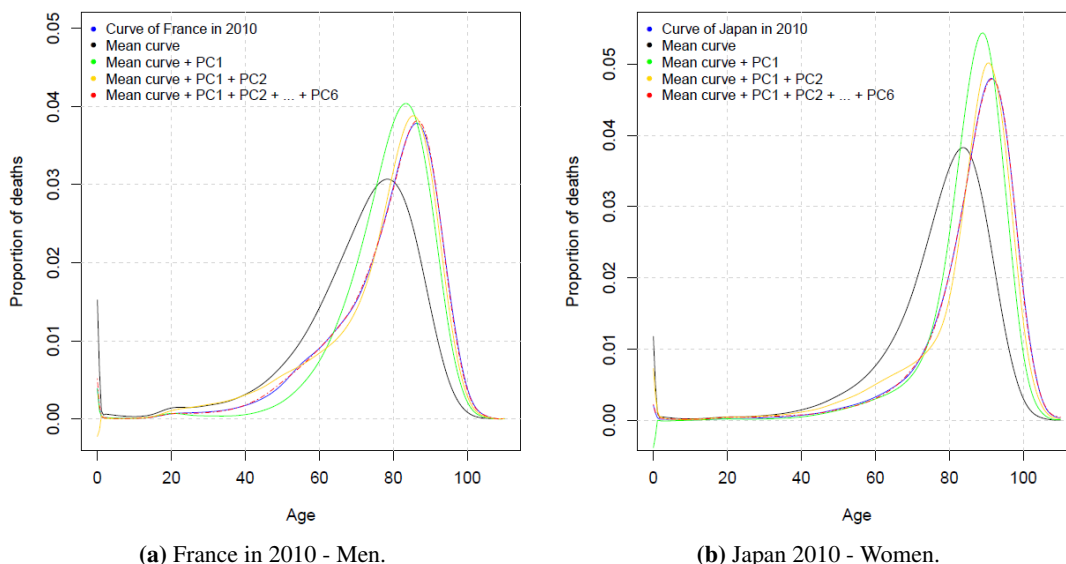 0.05
0.04
0.03
0.02
0.01
0.00
Proportion of deaths
Curve of France in 2010
Mean curve
Mean curve + PC1
Mean curve + PC1 + PC2
Mean curve + PC1 + PC2 + ... + PC6
0 20 40 60 80 100
Age
(a) France in 2010 - Men.
0.05
0.04
0.03
0.02
0.01
0.00
Proportion of deaths
Curve of Japan in 2010
Mean curve
Mean curve + PC1
Mean curve + PC1 + PC2
Mean curve + PC1 + PC2 + ... + PC6
0 20 40 60 80 100
Age
(b) Japan 2010 - Women.